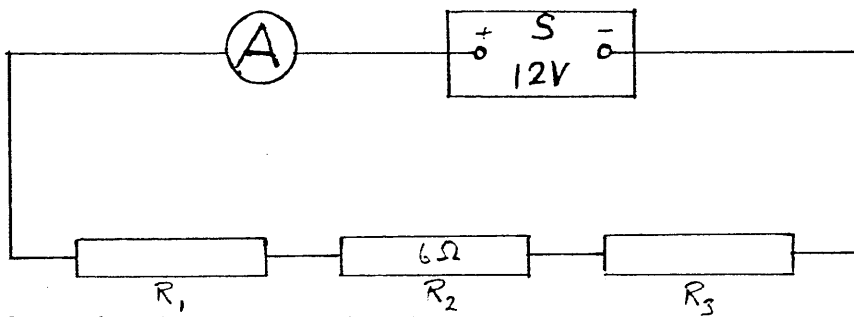 A
+ S -
12V
6Ω
R₁ R₂ R₃